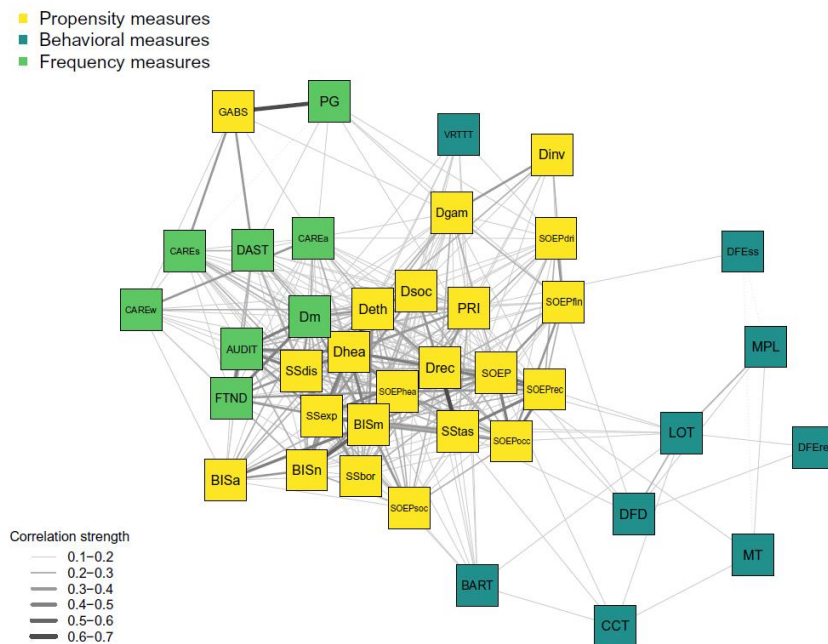 Propensity measures
Behavioral measures
Frequency measures
GABS
PG
VRTTT
Dinv
Dgam
CAREs
DAST
CAREa
SOEPdri
DFEss
CAREw
Dm
Deth
Dsoc
PRI
SOEPfin
AUDIT
Dhea
MPL
SSdis
Drec
SOEP
FTND
SOEPhea
SOEPrec
SSexp
BISm
SStas
SOEPocc
LOT
DFEre
BISa
BISn
SSbor
SOEPsoc
DFD
MT
BART
CCT
Correlation strength
0.1–0.2
0.2–0.3
0.3–0.4
0.4–0.5
0.5–0.6
0.6–0.7